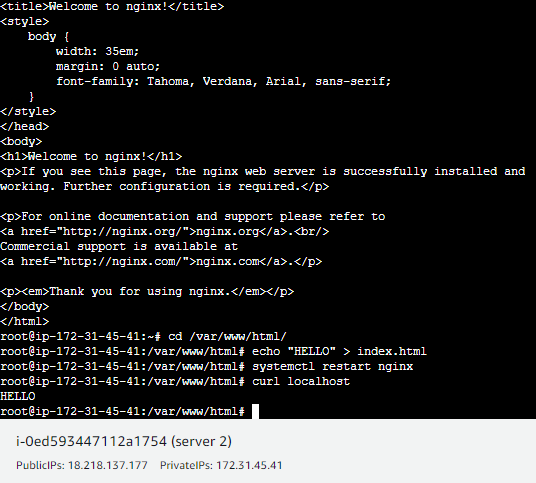 <title>Welcome to nginx!</title>
<style>
    body {
        width: 35em;
        margin: 0 auto;
        font-family: Tahoma, Verdana, Arial, sans-serif;
    }
</style>
</head>
<body>
<h1>Welcome to nginx!</h1>
<p>If you see this page, the nginx web server is successfully installed and
working. Further configuration is required.</p>

<p>For online documentation and support please refer to
<a href="http://nginx.org/">nginx.org</a>.<br/>
Commercial support is available at
<a href="http://nginx.com/">nginx.com</a>.</p>

<p><em>Thank you for using nginx.</em></p>
</body>
</html>
root@ip-172-31-45-41:~# cd /var/www/html/
root@ip-172-31-45-41:/var/www/html# echo "HELLO" > index.html
root@ip-172-31-45-41:/var/www/html# systemctl restart nginx
root@ip-172-31-45-41:/var/www/html# curl localhost
HELLO
root@ip-172-31-45-41:/var/www/html#
i-0ed593447112a1754 (server 2)
PublicIPs: 18.218.137.177 PrivateIPs: 172.31.45.41